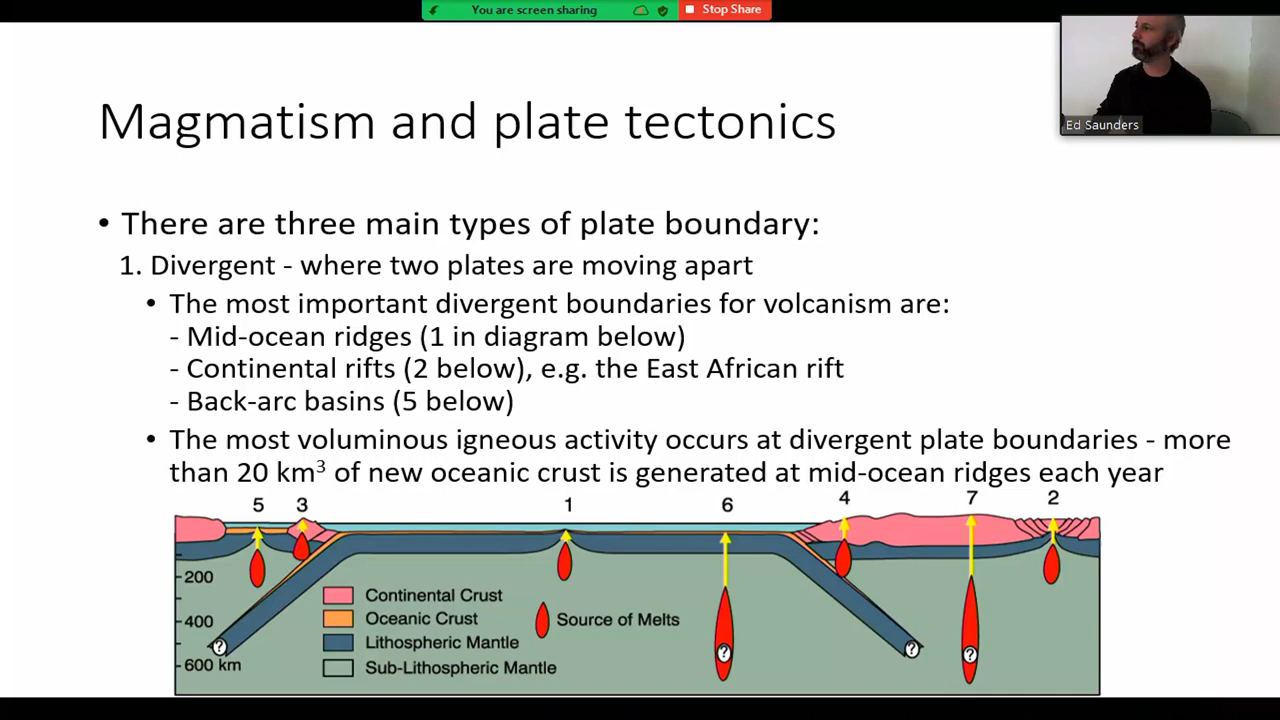 You are screen sharing
Stop Share
Ed Saunders
Magmatism and plate tectonics
• There are three main types of plate boundary:
1. Divergent - where two plates are moving apart
• The most important divergent boundaries for volcanism are:
- Mid-ocean ridges (1 in diagram below)
- Continental rifts (2 below), e.g. the East African rift
- Back-arc basins (5 below)
• The most voluminous igneous activity occurs at divergent plate boundaries - more
than 20 km³ of new oceanic crust is generated at mid-ocean ridges each year
5 3 1 6 4 7 2
200
400
600 km
Continental Crust
Oceanic Crust
Lithospheric Mantle
Sub-Lithospheric Mantle
Source of Melts
? ? ? ?